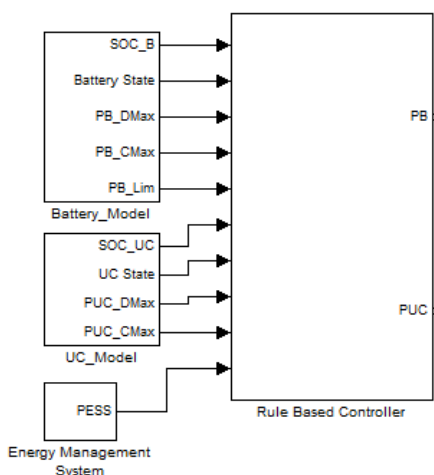 SOC_B
Battery State
PB_DMax
PB_CMax
PB_Lim
Battery_Model
SOC_UC
UC State
PUC_DMax
PUC_CMax
UC_Model
PESS
Energy Management
System
PB
PUC
Rule Based Controller